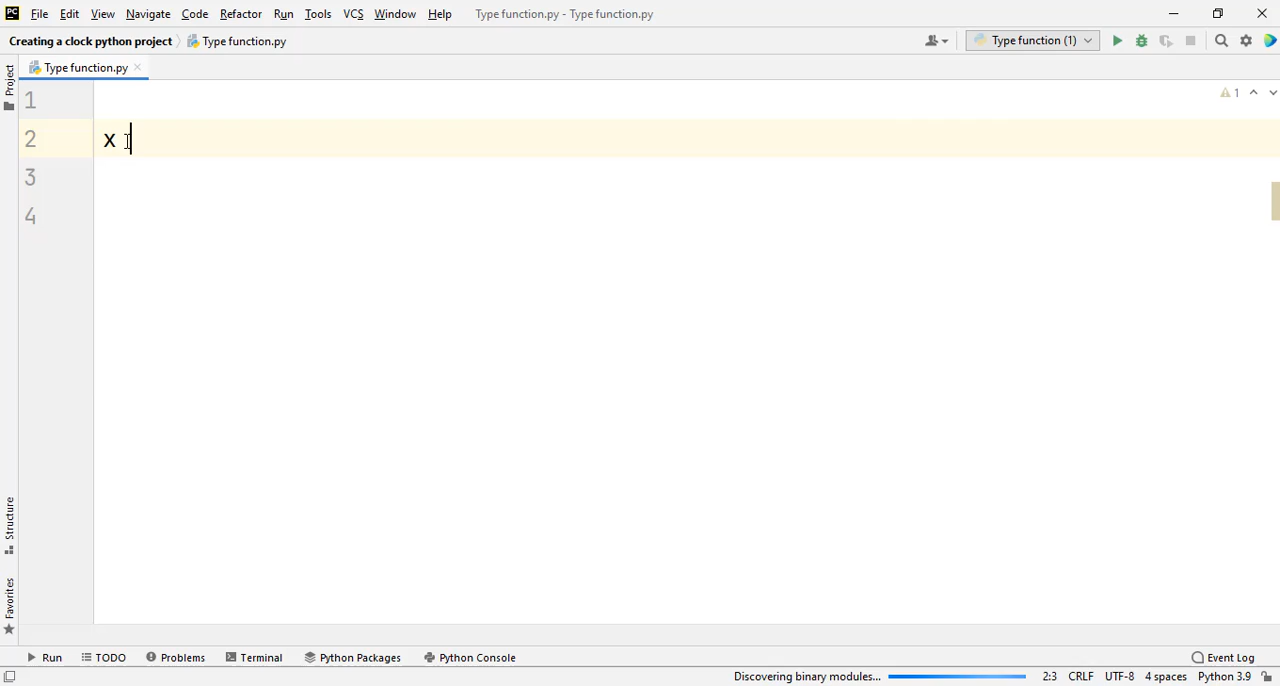 PC File Edit View Navigate Code Refactor Run Tools VCS Window Help Type function.py - Type function.py
Creating a clock python project Type function.py Type function (1)
Project
Type function.py
1
1
2 x
3
4
Structure
Favorites
Run TODO Problems Terminal Python Packages Python Console Event Log
Discovering binary modules... 2:3 CRLF UTF-8 4 spaces Python 3.9